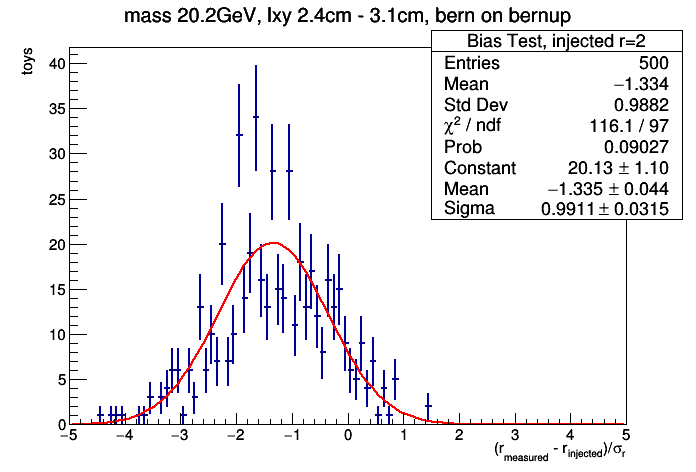 mass 20.2GeV, lxy 2.4cm - 3.1cm, bern on bernup
Bias Test, injected r=2
Entries 500
Mean −1.334
Std Dev 0.9882
χ² / ndf 116.1 / 97
Prob 0.09027
Constant 20.13 ± 1.10
Mean −1.335 ± 0.044
Sigma 0.9911 ± 0.0315
toys
40
35
30
25
20
15
10
5
0
−5 −4 −3 −2 −1 0 1 2 3 4 5
(r_measured - r_injected)/σ_r